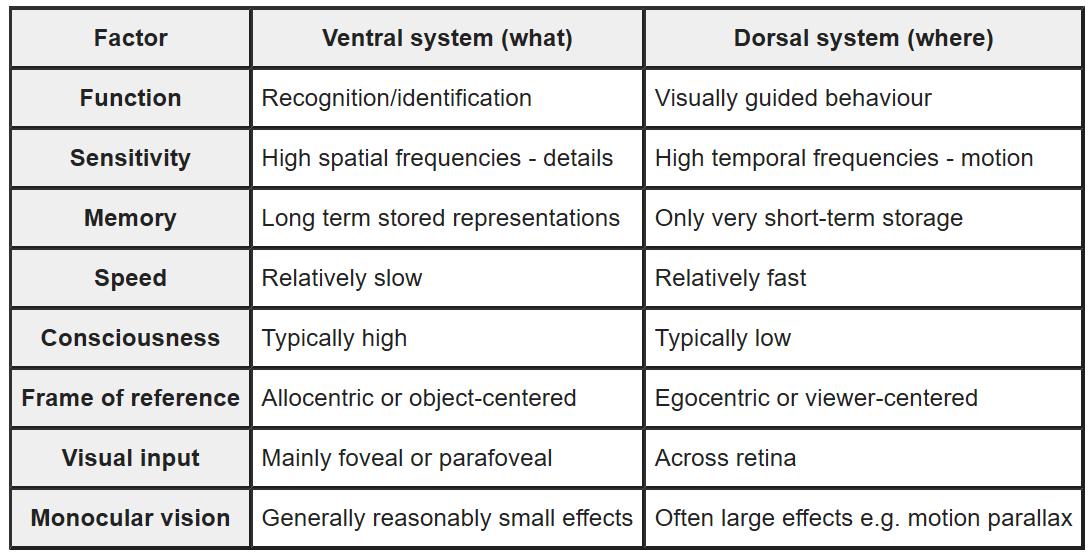 Factor Ventral system (what) Dorsal system (where)
Function Recognition/identification Visually guided behaviour
Sensitivity High spatial frequencies - details High temporal frequencies - motion
Memory Long term stored representations Only very short-term storage
Speed Relatively slow Relatively fast
Consciousness Typically high Typically low
Frame of reference Allocentric or object-centered Egocentric or viewer-centered
Visual input Mainly foveal or parafoveal Across retina
Monocular vision Generally reasonably small effects Often large effects e.g. motion parallax